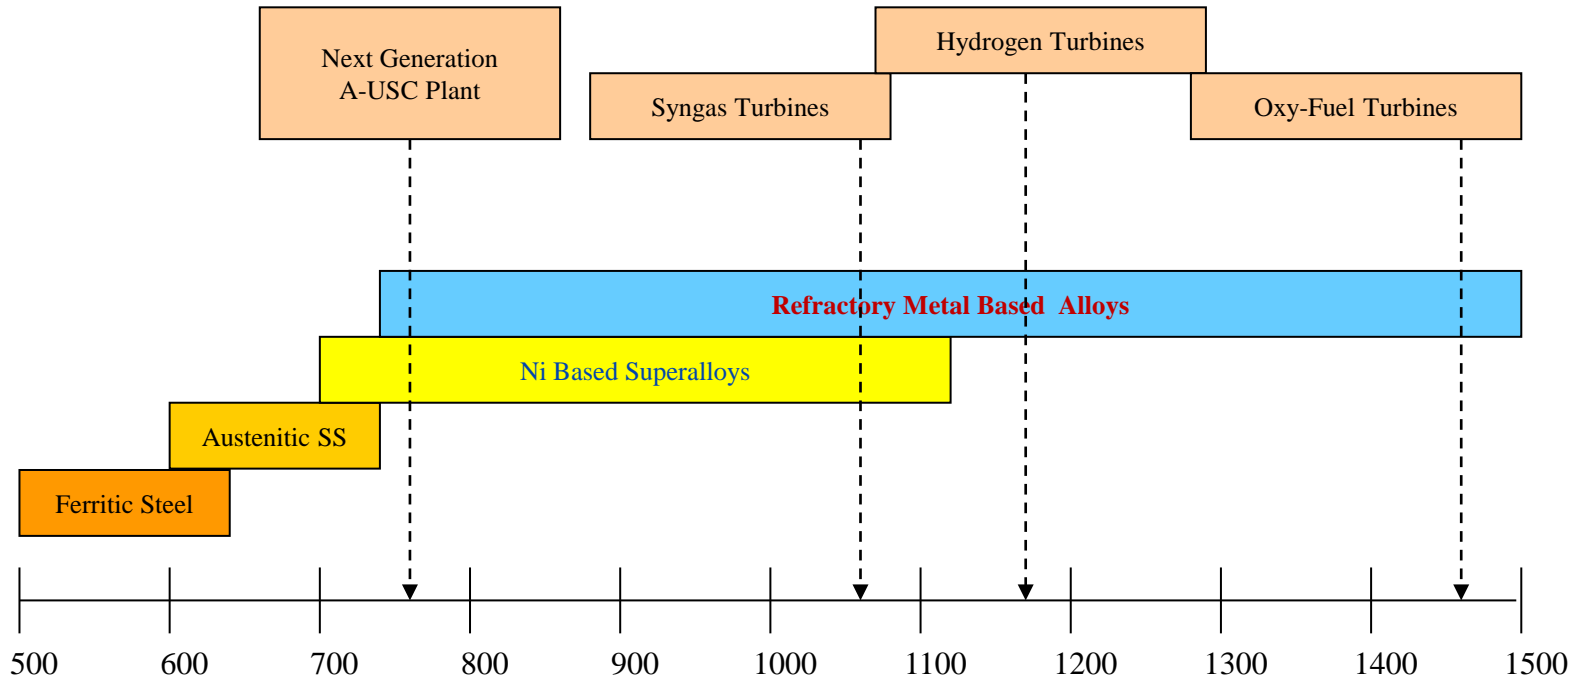 Next Generation
A-USC Plant
Syngas Turbines
Hydrogen Turbines
Oxy-Fuel Turbines
Refractory Metal Based  Alloys
Ni Based Superalloys
Austenitic SS
Ferritic Steel
500 600 700 800 900 1000 1100 1200 1300 1400 1500